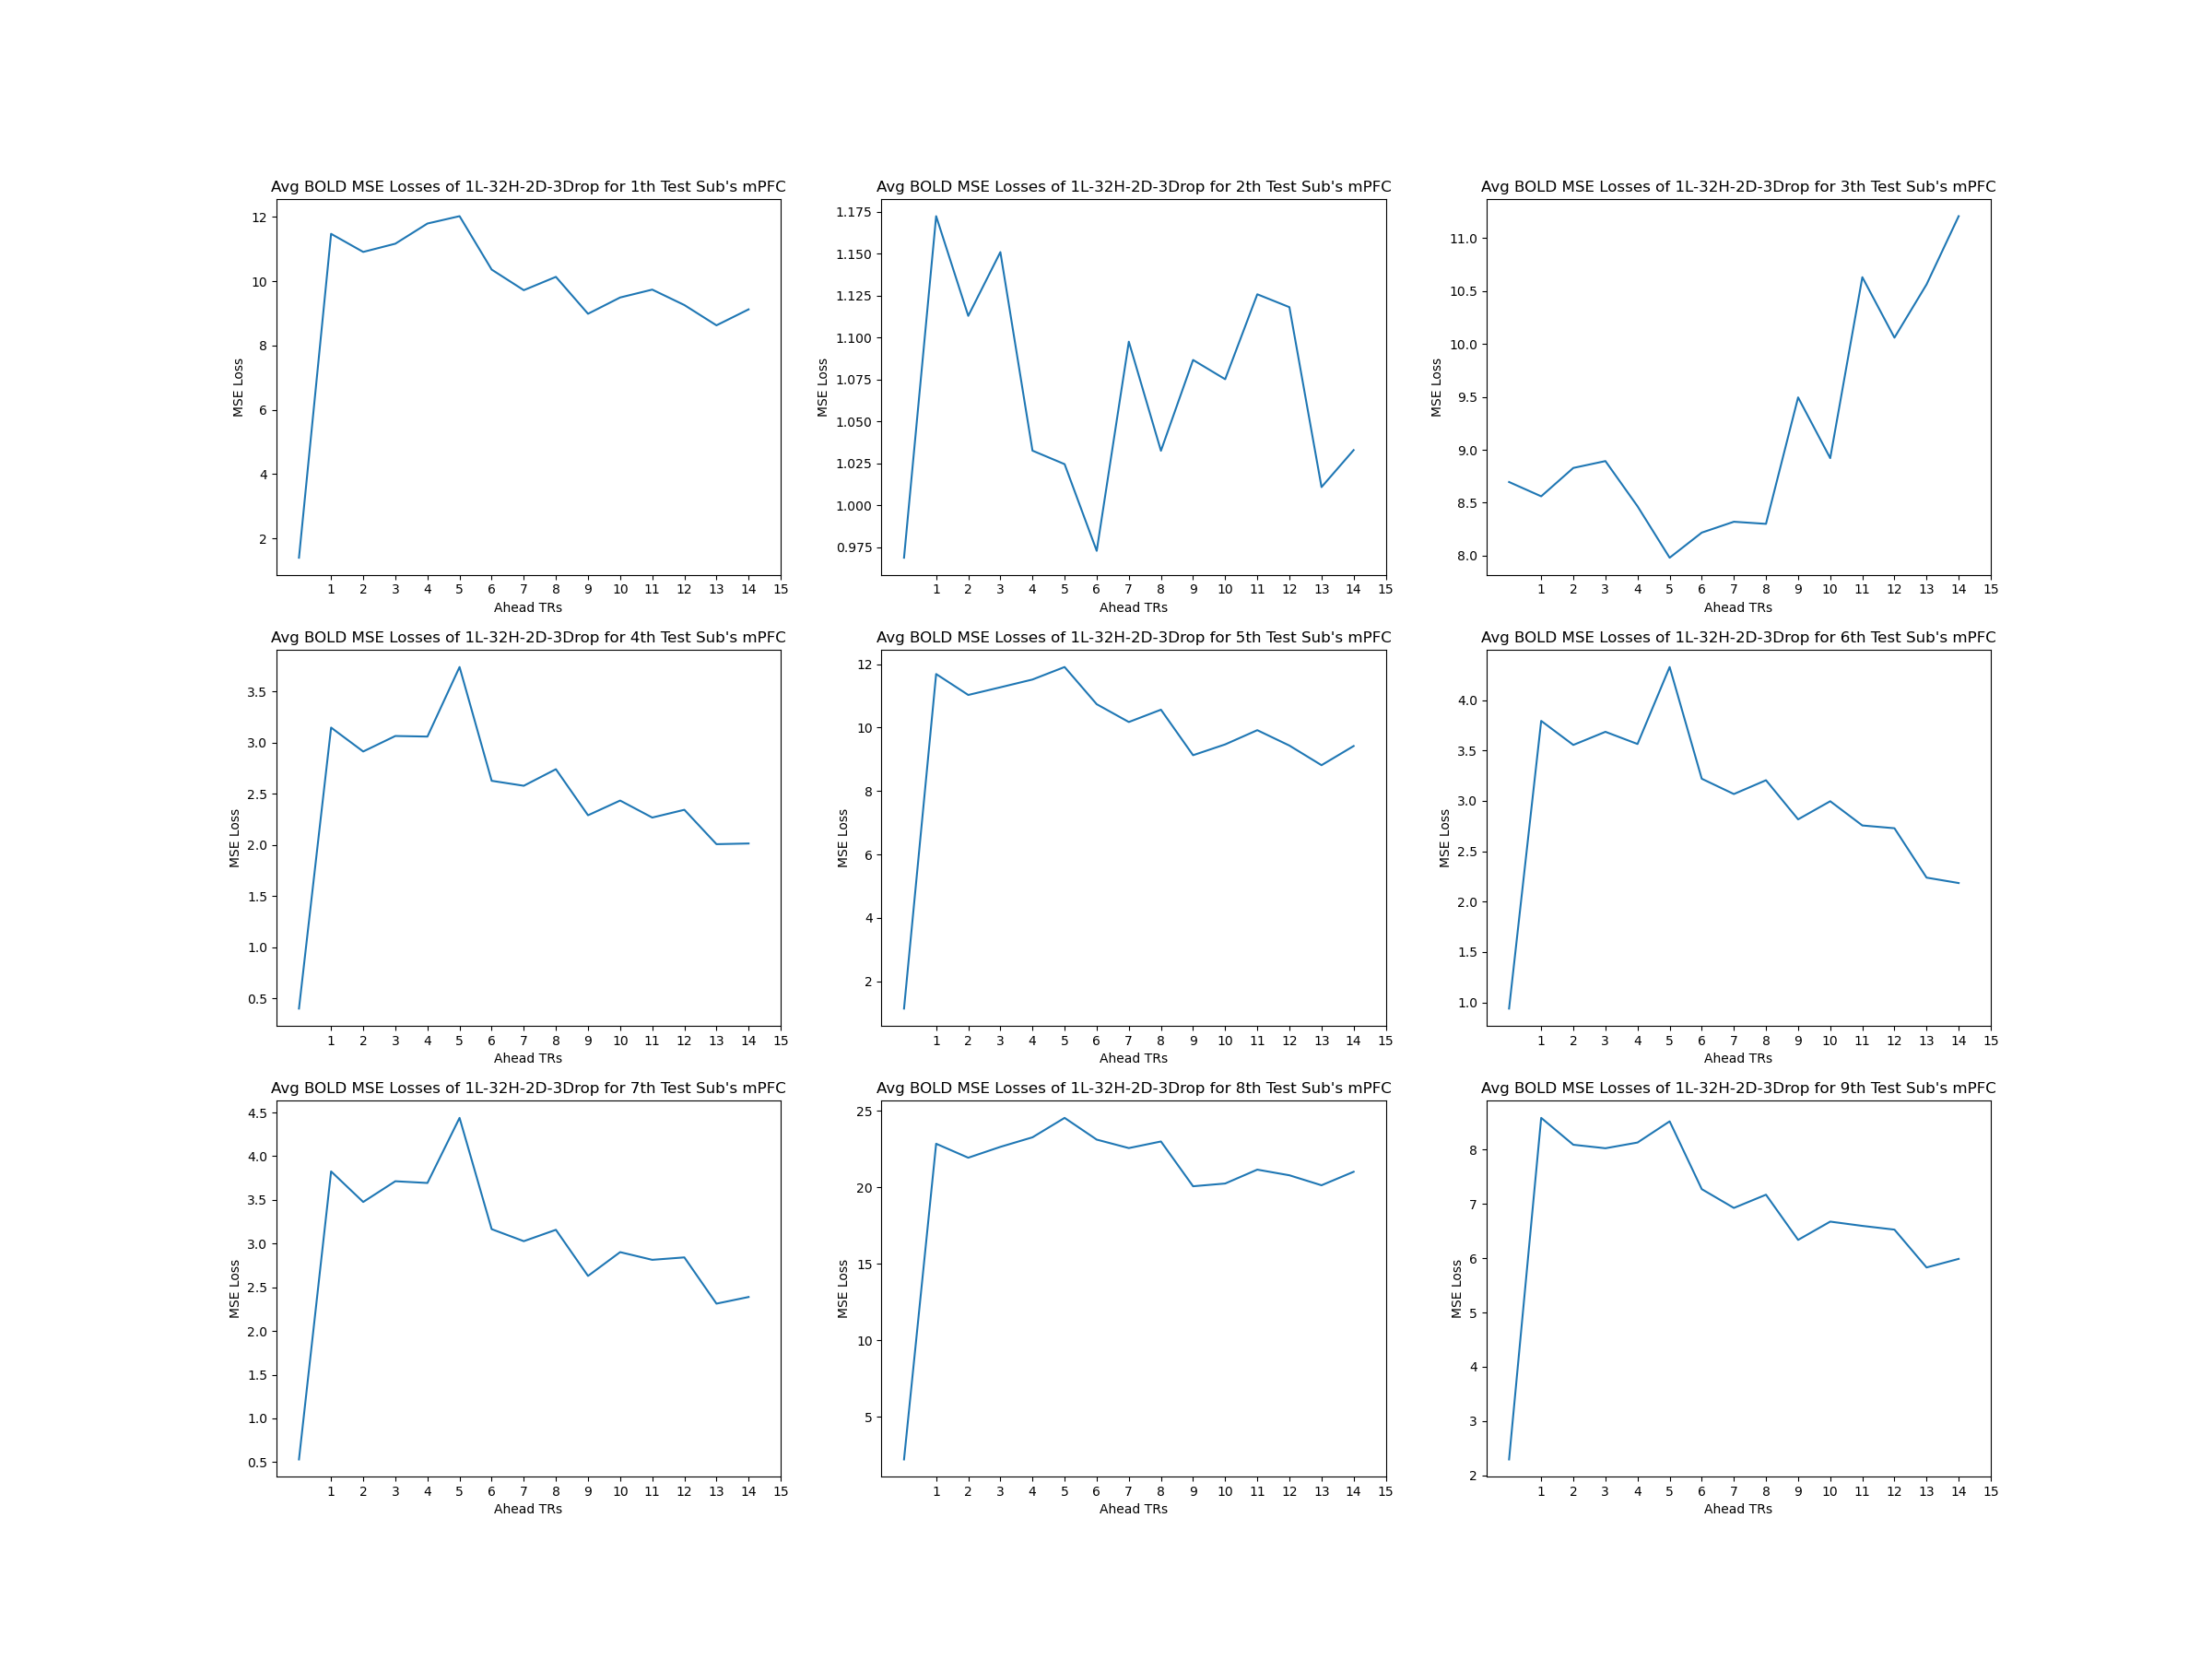 Avg BOLD MSE Losses of 1L-32H-2D-3Drop for 1th Test Sub's mPFC
12
10
8
6
4
2
MSE Loss
1 2 3 4 5 6 7 8 9 10 11 12 13 14 15
Ahead TRs
Avg BOLD MSE Losses of 1L-32H-2D-3Drop for 2th Test Sub's mPFC
1.175
1.150
1.125
1.100
1.075
1.050
1.025
1.000
0.975
MSE Loss
1 2 3 4 5 6 7 8 9 10 11 12 13 14 15
Ahead TRs
Avg BOLD MSE Losses of 1L-32H-2D-3Drop for 3th Test Sub's mPFC
11.0
10.5
10.0
9.5
9.0
8.5
8.0
MSE Loss
1 2 3 4 5 6 7 8 9 10 11 12 13 14 15
Ahead TRs
Avg BOLD MSE Losses of 1L-32H-2D-3Drop for 4th Test Sub's mPFC
3.5
3.0
2.5
2.0
1.5
1.0
0.5
MSE Loss
1 2 3 4 5 6 7 8 9 10 11 12 13 14 15
Ahead TRs
Avg BOLD MSE Losses of 1L-32H-2D-3Drop for 5th Test Sub's mPFC
12
10
8
6
4
2
MSE Loss
1 2 3 4 5 6 7 8 9 10 11 12 13 14 15
Ahead TRs
Avg BOLD MSE Losses of 1L-32H-2D-3Drop for 6th Test Sub's mPFC
4.0
3.5
3.0
2.5
2.0
1.5
1.0
MSE Loss
1 2 3 4 5 6 7 8 9 10 11 12 13 14 15
Ahead TRs
Avg BOLD MSE Losses of 1L-32H-2D-3Drop for 7th Test Sub's mPFC
4.5
4.0
3.5
3.0
2.5
2.0
1.5
1.0
0.5
MSE Loss
1 2 3 4 5 6 7 8 9 10 11 12 13 14 15
Ahead TRs
Avg BOLD MSE Losses of 1L-32H-2D-3Drop for 8th Test Sub's mPFC
25
20
15
10
5
MSE Loss
1 2 3 4 5 6 7 8 9 10 11 12 13 14 15
Ahead TRs
Avg BOLD MSE Losses of 1L-32H-2D-3Drop for 9th Test Sub's mPFC
8
7
6
5
4
3
2
MSE Loss
1 2 3 4 5 6 7 8 9 10 11 12 13 14 15
Ahead TRs